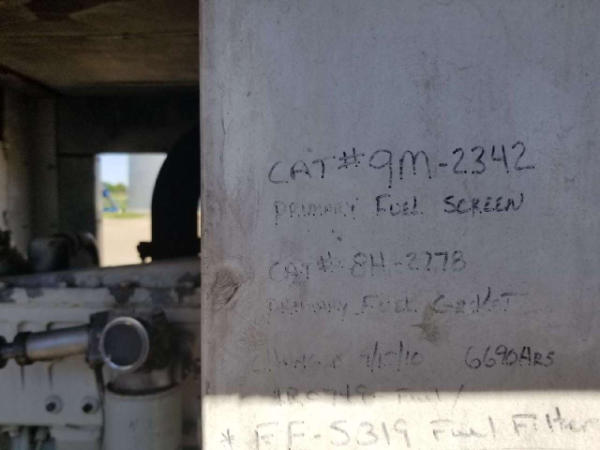 CAT# 9M-2342
PRIMARY FUEL SCREEN
CAT# 8H-2278
PRIMARY FUEL GASKET
6690HRS
Fuel/
* FF-5319 Fuel Filter